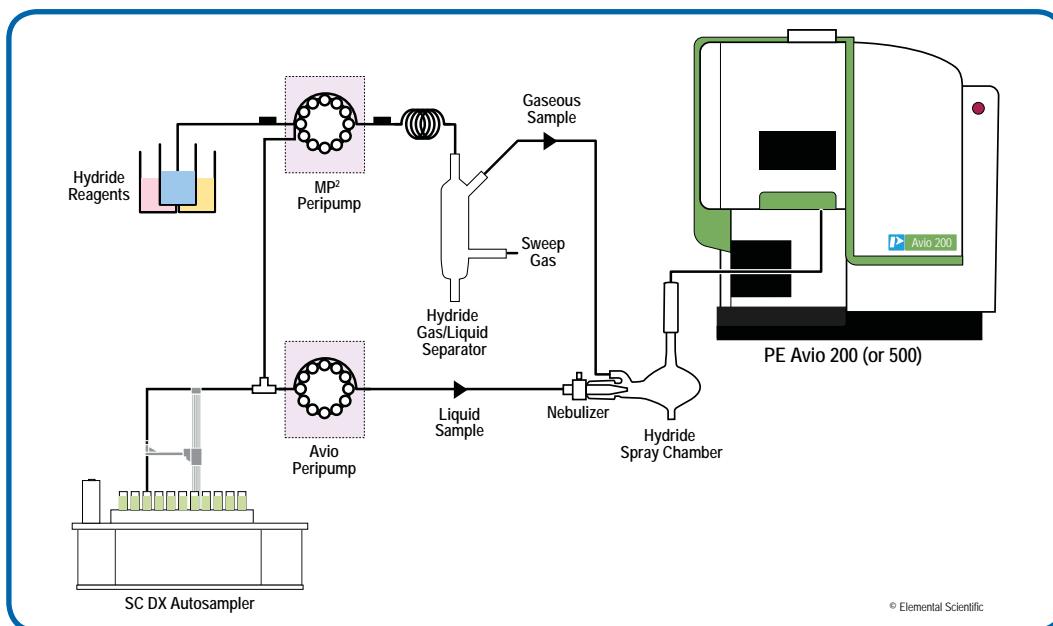 Hydride
Reagents
MP²
Peripump
Gaseous
Sample
Sweep
Gas
Hydride
Gas/Liquid
Separator
Avio 200
PE Avio 200 (or 500)
Avio
Peripump
Liquid
Sample
Nebulizer
Hydride
Spray Chamber
SC DX Autosampler
© Elemental Scientific